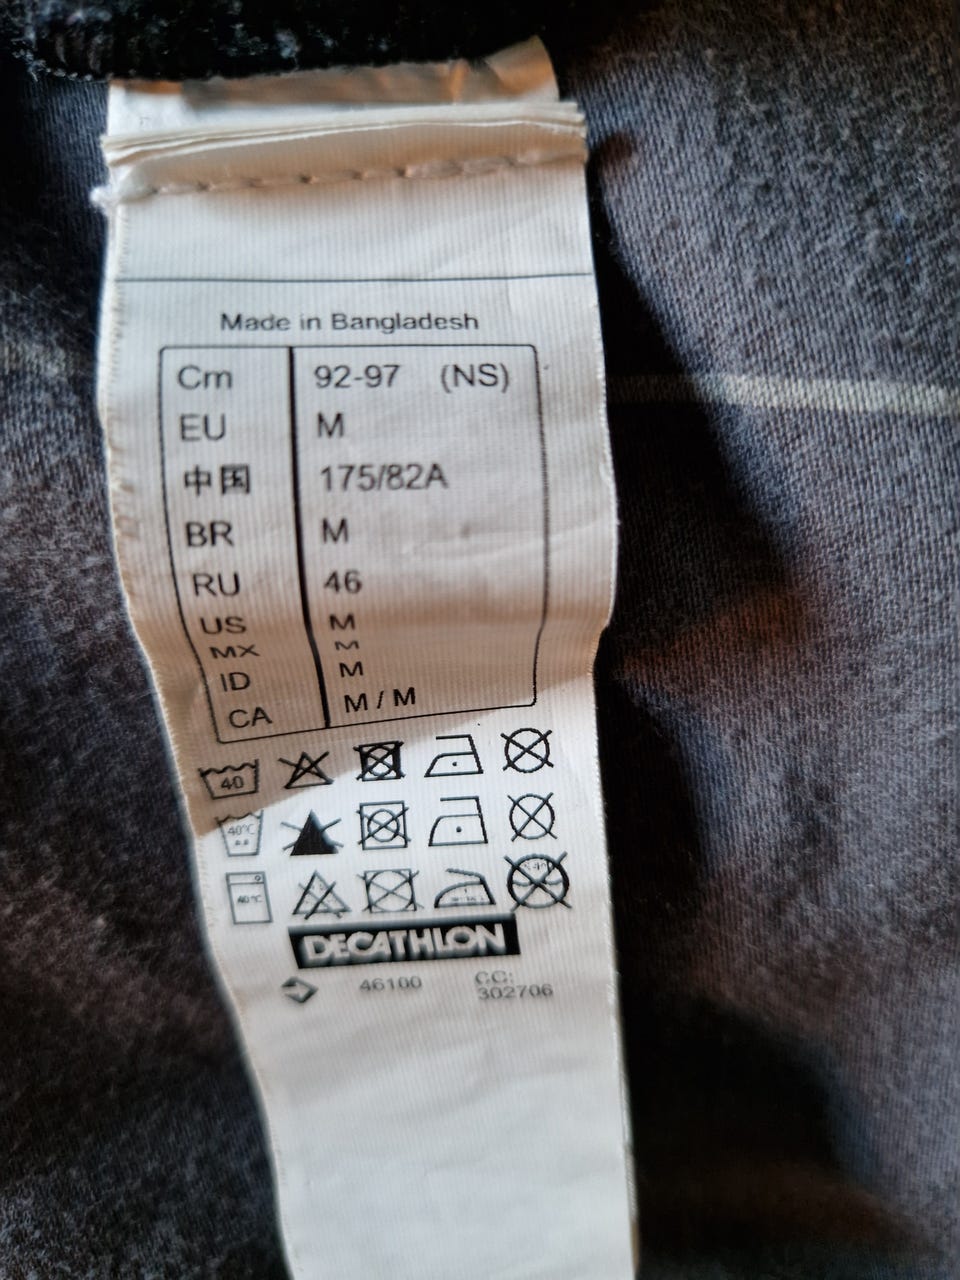 Made in Bangladesh
Cm 92-97 (NS)
EU M
中国 175/82A
BR M
RU 46
US M
MX M
ID M
CA M / M
40
40°C
40°C
DECATHLON
46100 CC:
302706